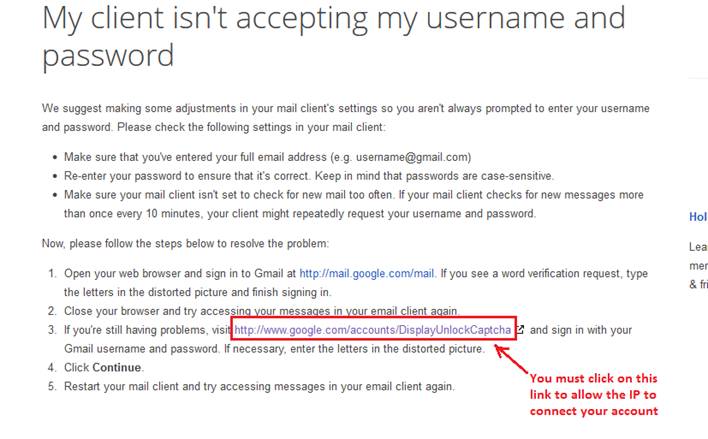 My client isn't accepting my username and
password
We suggest making some adjustments in your mail client's settings so you aren't always prompted to enter your username
and password. Please check the following settings in your mail client:
• Make sure that you've entered your full email address (e.g. username@gmail.com)
• Re-enter your password to ensure that it's correct. Keep in mind that passwords are case-sensitive.
• Make sure your mail client isn't set to check for new mail too often. If your mail client checks for new messages more
than once every 10 minutes, your client might repeatedly request your username and password.
Now, please follow the steps below to resolve the problem:
1. Open your web browser and sign in to Gmail at http://mail.google.com/mail. If you see a word verification request, type
the letters in the distorted picture and finish signing in.
2. Close your browser and try accessing your messages in your email client again.
3. If you're still having problems, visit http://www.google.com/accounts/DisplayUnlockCaptcha and sign in with your
Gmail username and password. If necessary, enter the letters in the distorted picture.
4. Click Continue.
5. Restart your mail client and try accessing messages in your email client again.
You must click on this
link to allow the IP to
connect your account
Hol
Lea
mer
& fri